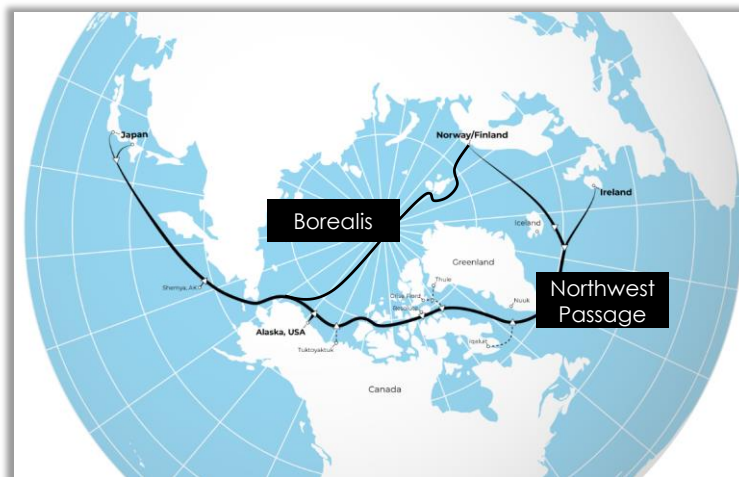 Japan
Norway/Finland
Ireland
Borealis
Iceland
Greenland
Shemya, AK
Thule
Nuuk
Northwest
Passage
Alaska, USA
Tuktoyaktuk
Iqaluit
Canada